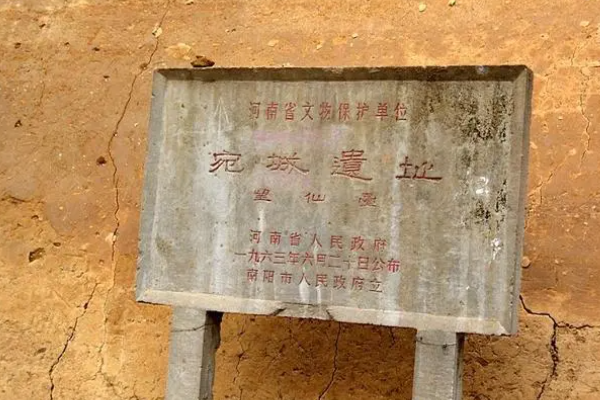 河南省文物保护单位
宛城遺址
望仙臺
河南省人民政府
一九六三年六月二十日公布
南阳市人民政府立